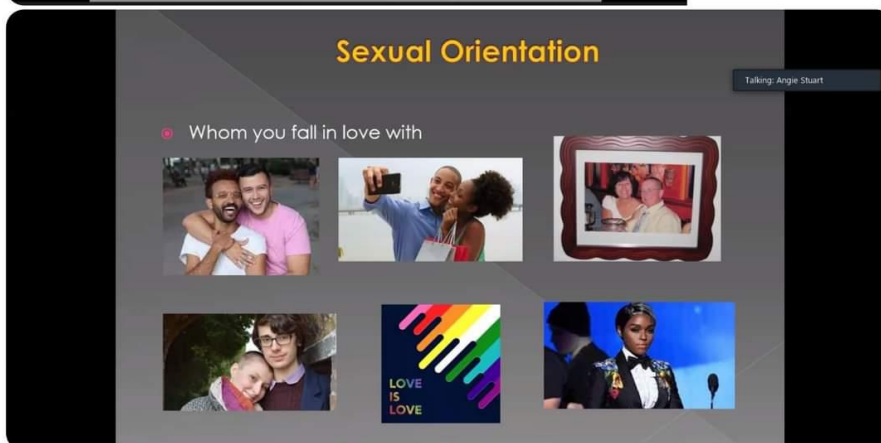 Sexual Orientation
Talking: Angie Stuart
Whom you fall in love with
LOVE
IS
LOVE